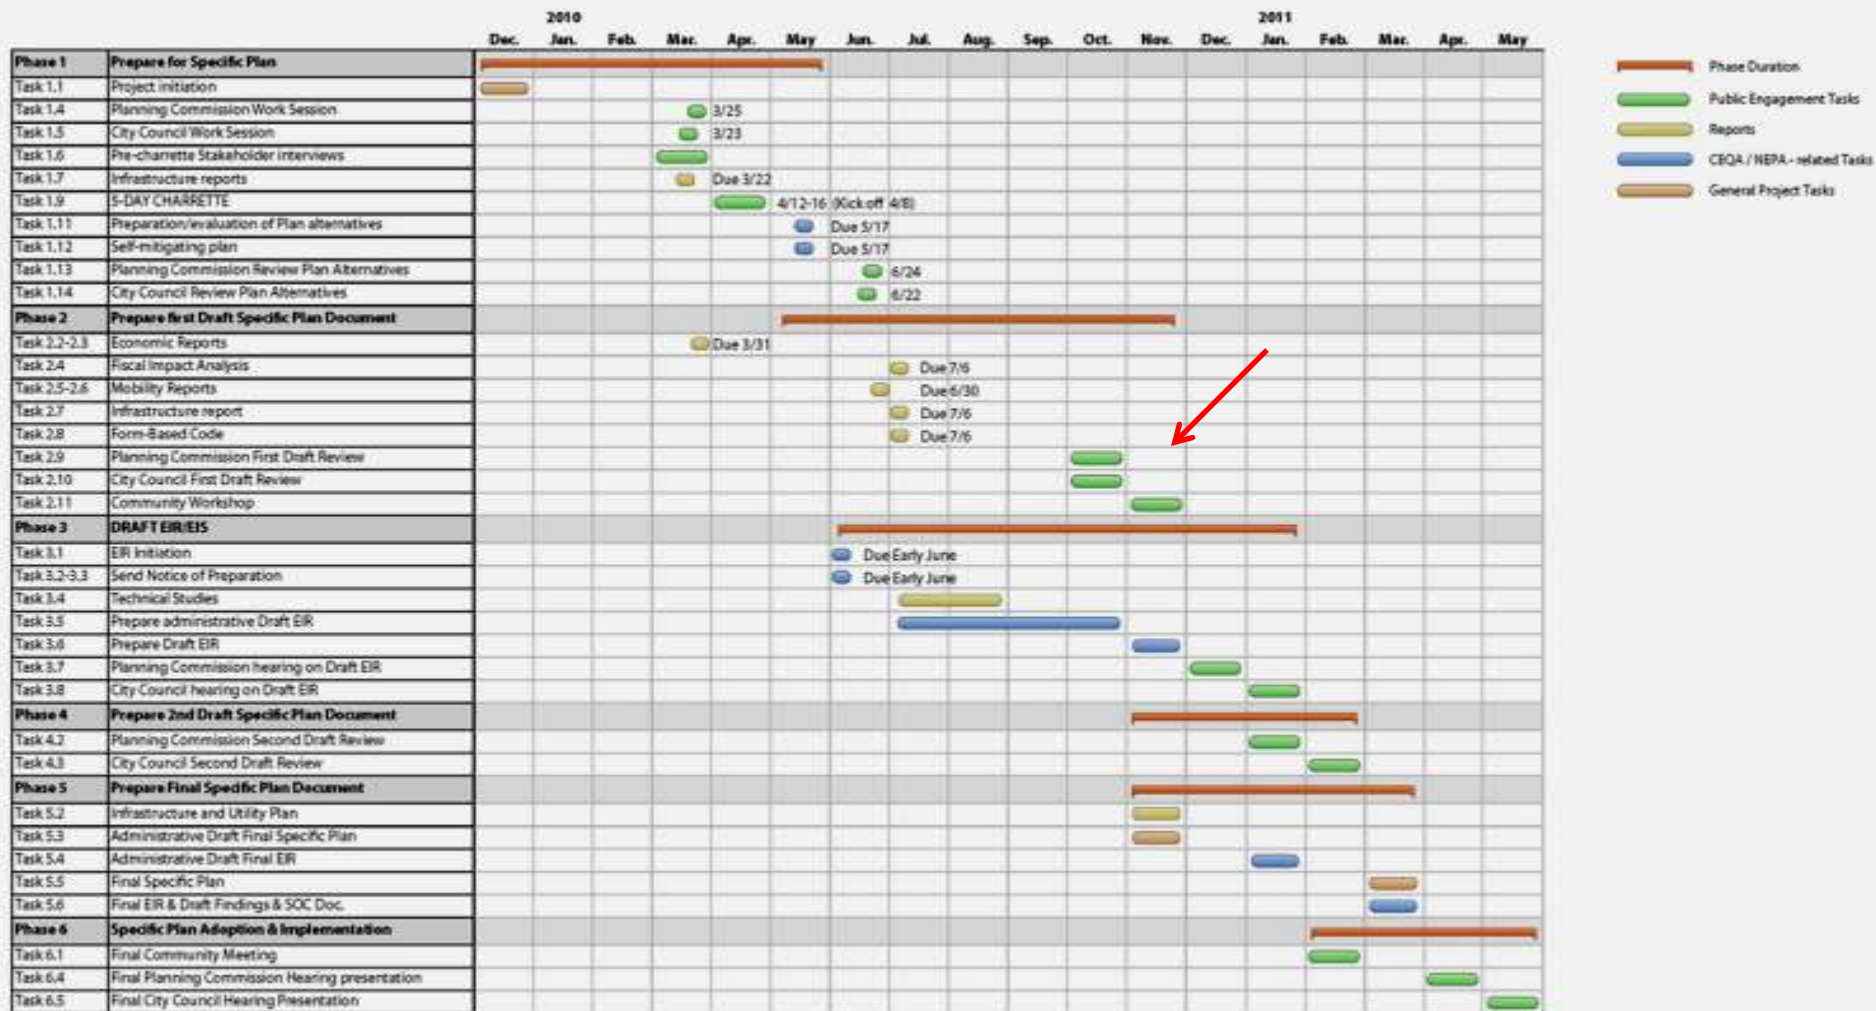 2010 2011
Dec. Jan. Feb. Mar. Apr. May Jun. Jul. Aug. Sep. Oct. Nov. Dec. Jan. Feb. Mar. Apr. May
Phase 1 Prepare for Specific Plan
Task 1.1 Project initiation
Task 1.4 Planning Commission Work Session 3/25
Task 1.5 City Council Work Session 3/23
Task 1.6 Pre-charrette Stakeholder interviews
Task 1.7 Infrastructure reports Due 3/22
Task 1.9 5-DAY CHARRETTE 4/12-16 (Kick off 4/8)
Task 1.11 Preparation/evaluation of Plan alternatives Due 5/17
Task 1.12 Self-mitigating plan Due 5/17
Task 1.13 Planning Commission Review Plan Alternatives 6/24
Task 1.14 City Council Review Plan Alternatives 6/22
Phase 2 Prepare first Draft Specific Plan Document
Task 2.2-2.3 Economic Reports Due 3/31
Task 2.4 Fiscal Impact Analysis Due 7/6
Task 2.5-2.6 Mobility Reports Due 6/30
Task 2.7 Infrastructure report Due 7/6
Task 2.8 Form-Based Code Due 7/6
Task 2.9 Planning Commission First Draft Review
Task 2.10 City Council First Draft Review
Task 2.11 Community Workshop
Phase 3 DRAFT EIR/EIS
Task 3.1 EIR Initiation Due Early June
Task 3.2-3.3 Send Notice of Preparation Due Early June
Task 3.4 Technical Studies
Task 3.5 Prepare administrative Draft EIR
Task 3.6 Prepare Draft EIR
Task 3.7 Planning Commission hearing on Draft EIR
Task 3.8 City Council hearing on Draft EIR
Phase 4 Prepare 2nd Draft Specific Plan Document
Task 4.2 Planning Commission Second Draft Review
Task 4.3 City Council Second Draft Review
Phase 5 Prepare Final Specific Plan Document
Task 5.2 Infrastructure and Utility Plan
Task 5.3 Administrative Draft Final Specific Plan
Task 5.4 Administrative Draft Final EIR
Task 5.5 Final Specific Plan
Task 5.6 Final EIR & Draft Findings & SOC Doc.
Phase 6 Specific Plan Adoption & Implementation
Task 6.1 Final Community Meeting
Task 6.4 Final Planning Commission Hearing presentation
Task 6.5 Final City Council Hearing Presentation
Phase Duration
Public Engagement Tasks
Reports
CEQA / NEPA - related Tasks
General Project Tasks